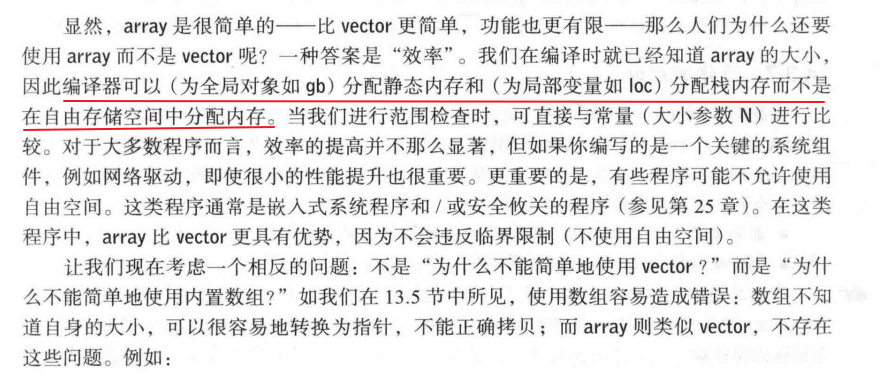 显然，array 是很简单的——比 vector 更简单，功能也更有限——那么人们为什么还要
使用 array 而不是 vector 呢？一种答案是“效率”。我们在编译时就已经知道 array 的大小，
因此编译器可以（为全局对象如 gb）分配静态内存和（为局部变量如 loc）分配栈内存而不是
在自由存储空间中分配内存。当我们进行范围检查时，可直接与常量（大小参数 N）进行比
较。对于大多数程序而言，效率的提高并不那么显著，但如果你编写的是一个关键的系统组
件，例如网络驱动，即使很小的性能提升也很重要。更重要的是，有些程序可能不允许使用
自由空间。这类程序通常是嵌入式系统程序和 / 或安全攸关的程序（参见第 25 章）。在这类
程序中，array 比 vector 更具有优势，因为不会违反临界限制（不使用自由空间）。
让我们现在考虑一个相反的问题：不是“为什么不能简单地使用 vector？”而是“为什
么不能简单地使用内置数组？”如我们在 13.5 节中所见，使用数组容易造成错误：数组不知
道自身的大小，可以很容易地转换为指针，不能正确拷贝；而 array 则类似 vector，不存在
这些问题。例如：